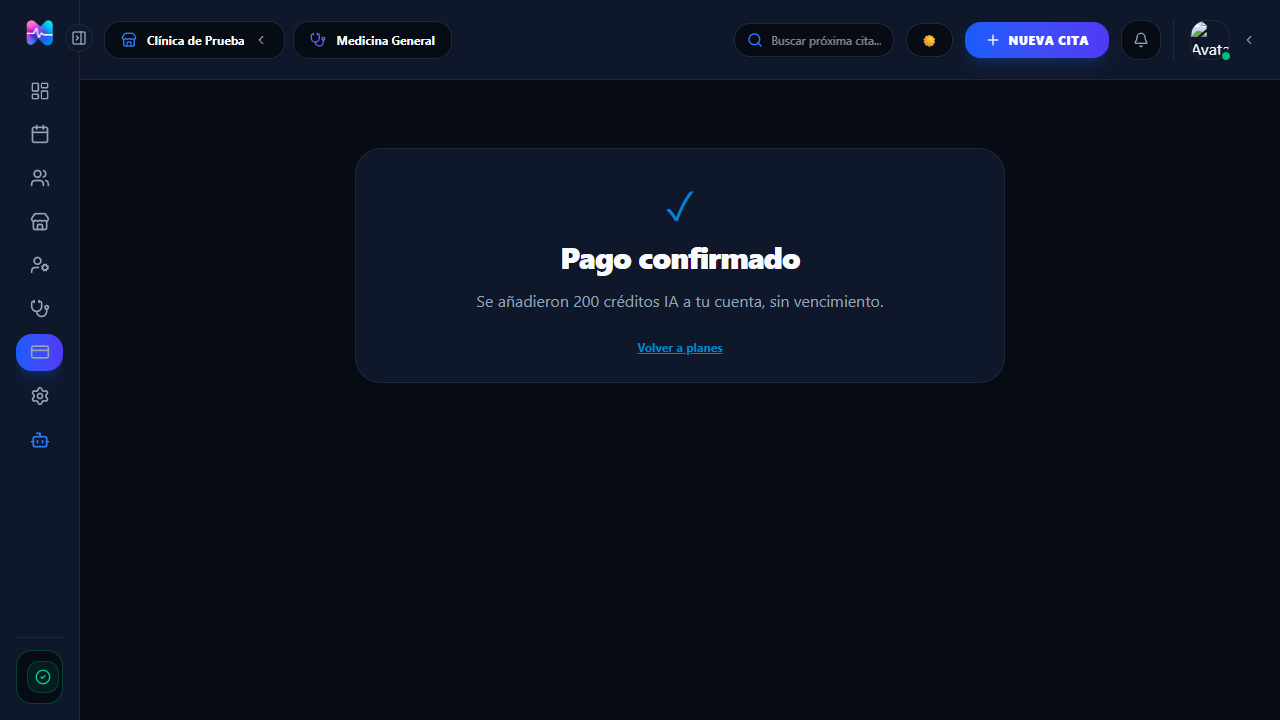 Clínica de Prueba
Medicina General
Buscar próxima cita...
NUEVA CITA
Avata
Pago confirmado
Se añadieron 200 créditos IA a tu cuenta, sin vencimiento.
Volver a planes